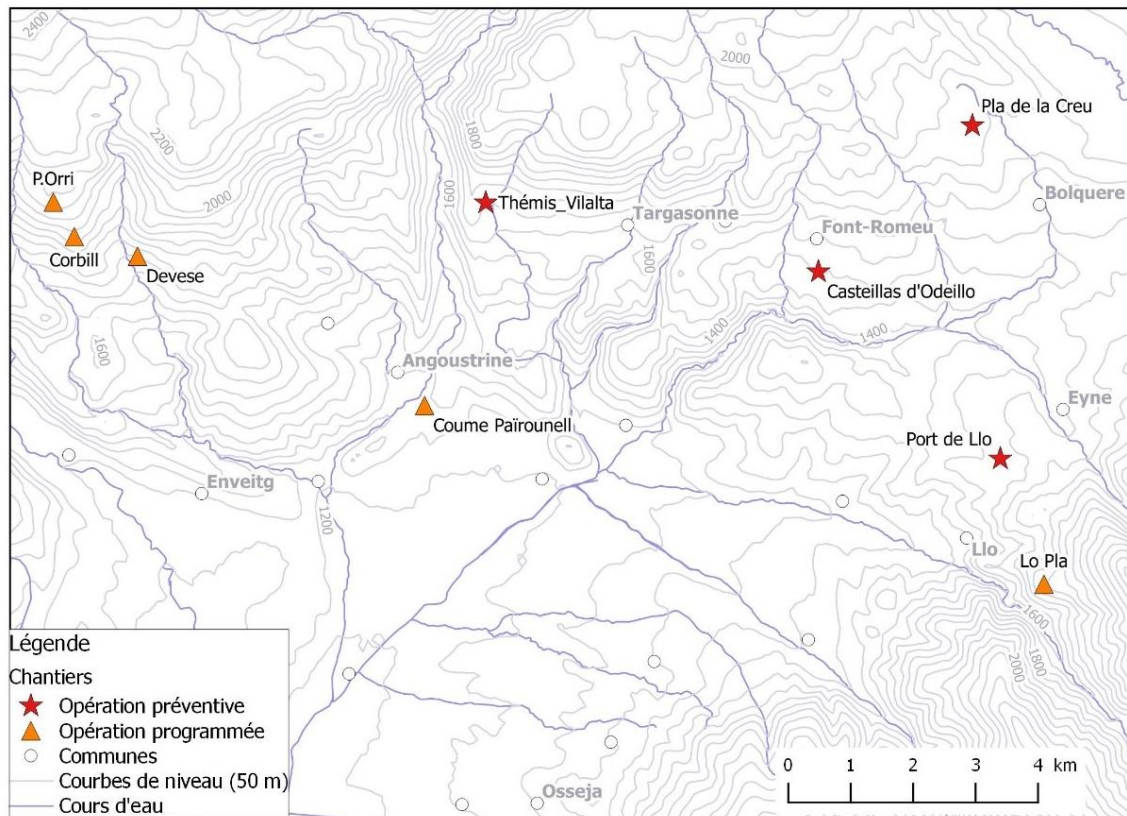 2400
2000
Pla de la Creu
1800
2200
P.Orri
Bolquere
2000
1600
Thémis_Vilalta
Targasonne
Font-Romeu
Corbill
Devese
1600
Casteillas d'Odeillo
1400
1400
1600
Angoustrine
Eyne
Coume Païrounell
Port de Llo
Enveitg
1200
Llo
Lo Pla
1600
1800
2000
Légende
Chantiers
Opération préventive
Opération programmée
Communes
Courbes de niveau (50 m)
Cours d'eau
0 1 2 3 4 km
Osseja